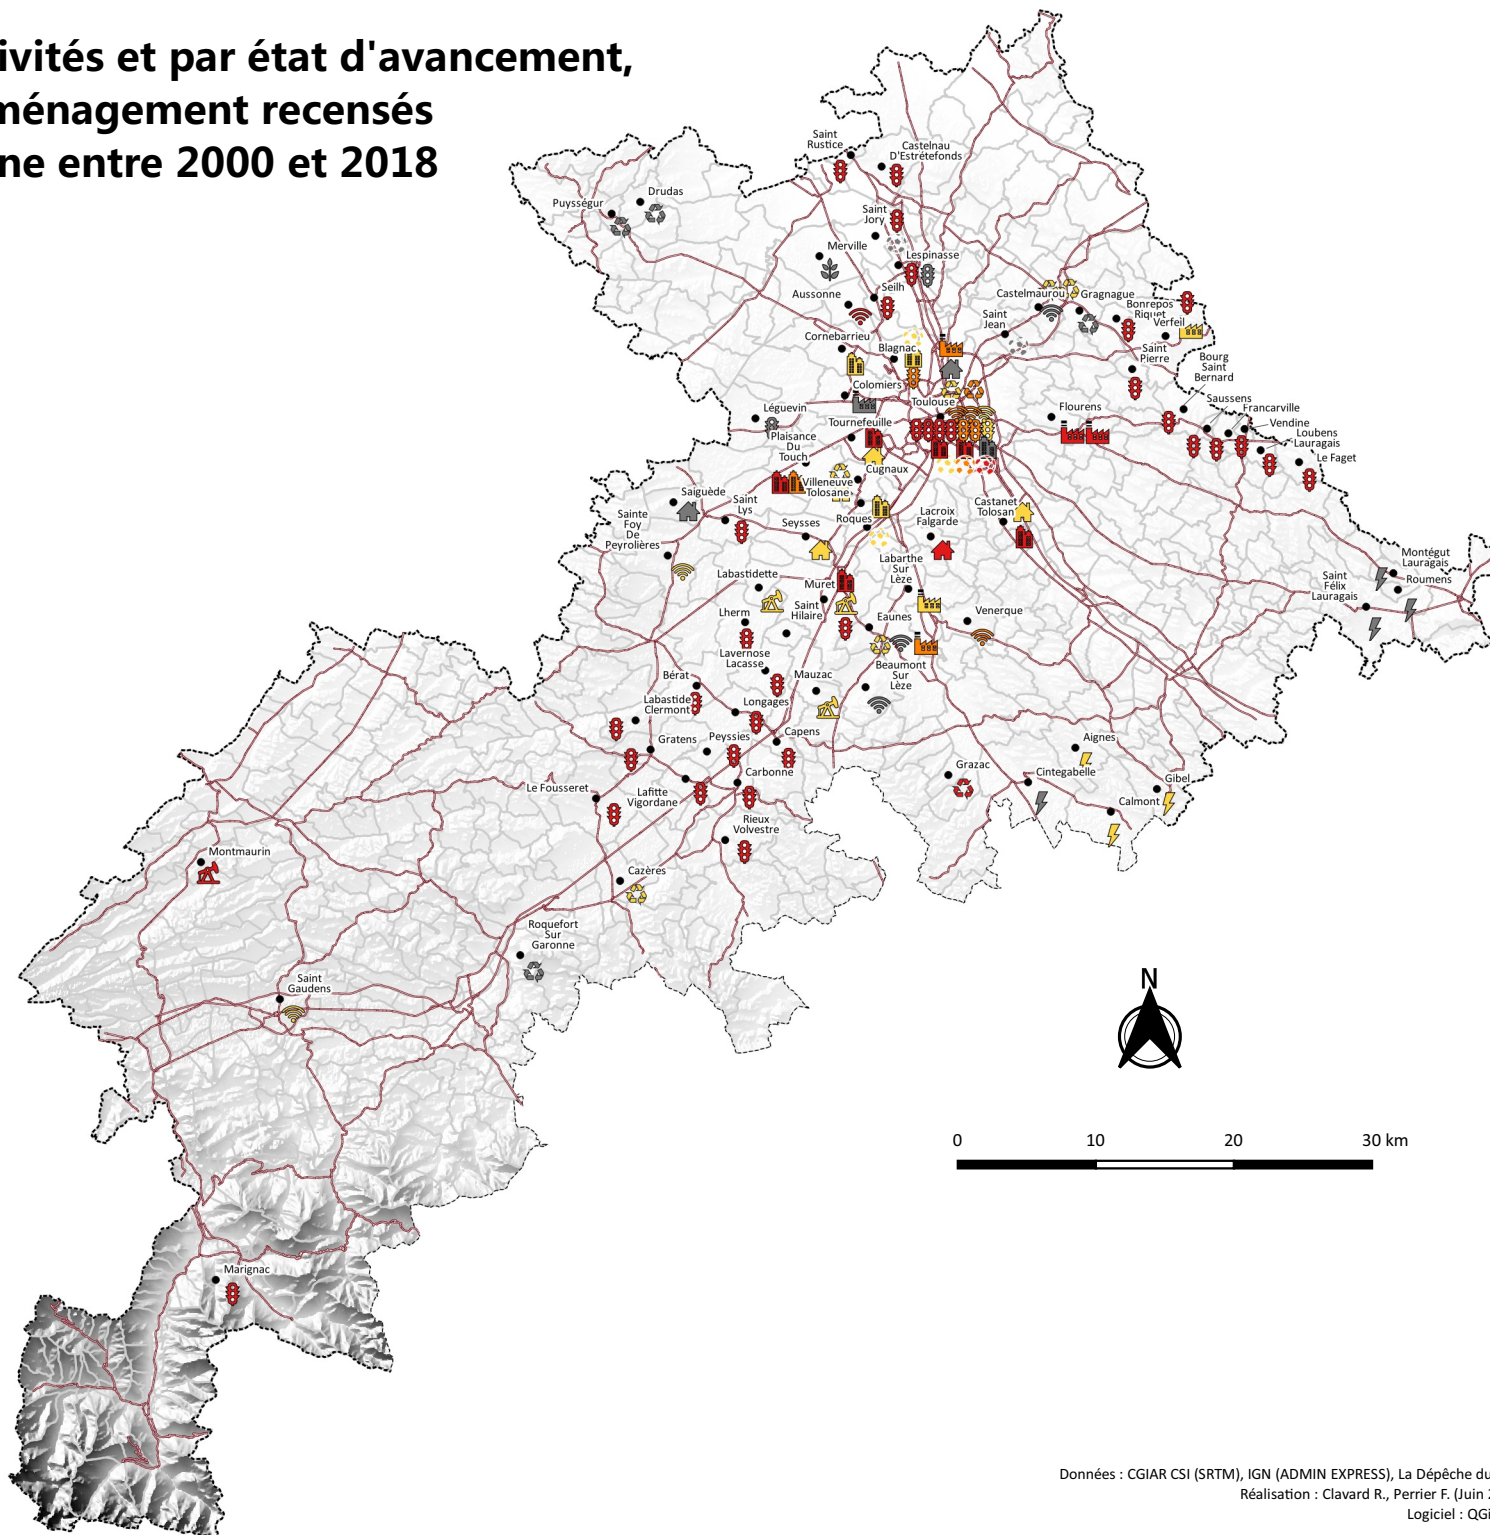 ivités et par état d'avancement,
ménagement recensés
ne entre 2000 et 2018
Saint
Rustice
Castelnau
D'Estrétefonds
Drudas
Puysségur
Saint
Jory
Merville
Lespinasse
Seilh
Aussonne
Castelmaurou
Gragnague
Bonrepos
Riquet
Verfeil
Saint
Jean
Cornebarrieu
Blagnac
Saint
Pierre
Bourg
Saint
Bernard
Colomiers
Saussens
Toulouse
Léguevin
Flourens
Francarville
Vendine
Tournefeuille
Loubens
Lauragais
Plaisance
Du
Touch
Le Faget
Cugnaux
Villeneuve
Tolosane
Saiguède
Saint
Lys
Castanet
Tolosan
Sainte
Foy
De
Peyrolières
Seysses
Roques
Lacroix
Falgarde
Labarthe
Sur
Lèze
Montégut
Lauragais
Roumens
Saint
Félix
Lauragais
Labastidette
Muret
Saint
Hilaire
Lherm
Eaunes
Venerque
Lavernose
Lacasse
Beaumont
Sur
Lèze
Mauzac
Bérat
Labastide
Clermont
Longages
Gratens
Peyssies
Capens
Aignes
Grazac
Cintegabelle
Gibel
Carbonne
Le Fousseret
Lafitte
Vigordane
Calmont
Rieux
Volvestre
Montmaurin
Cazères
Roquefort
Sur
Garonne
Saint
Gaudens
N
0 10 20 30 km
Marignac
Données : CGIAR CSI (SRTM), IGN (ADMIN EXPRESS), La Dépêche du
Réalisation : Clavard R., Perrier F. (Juin
Logiciel : QGi